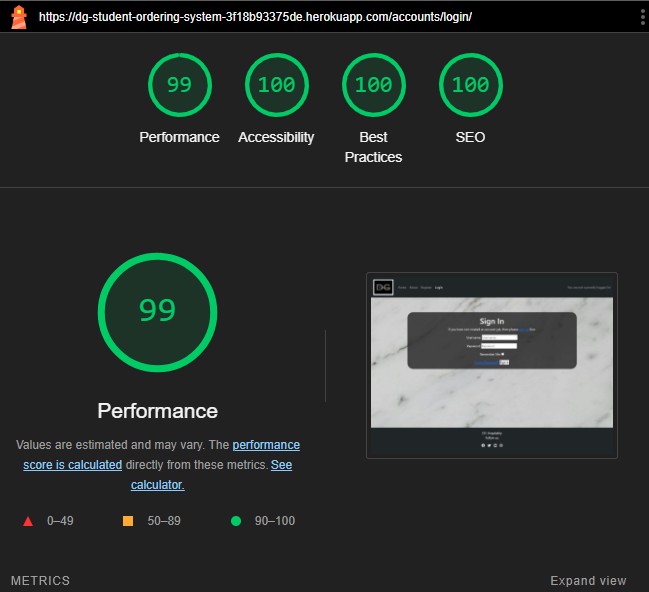 https://dg-student-ordering-system-3f18b93375de.herokuapp.com/accounts/login/
99
100
100
100
Performance
Accessibility
Best
Practices
SEO
99
Performance
Values are estimated and may vary. The performance
score is calculated directly from these metrics. See
calculator.
0–49
50–89
90–100
DG
Sign In
METRICS
Expand view